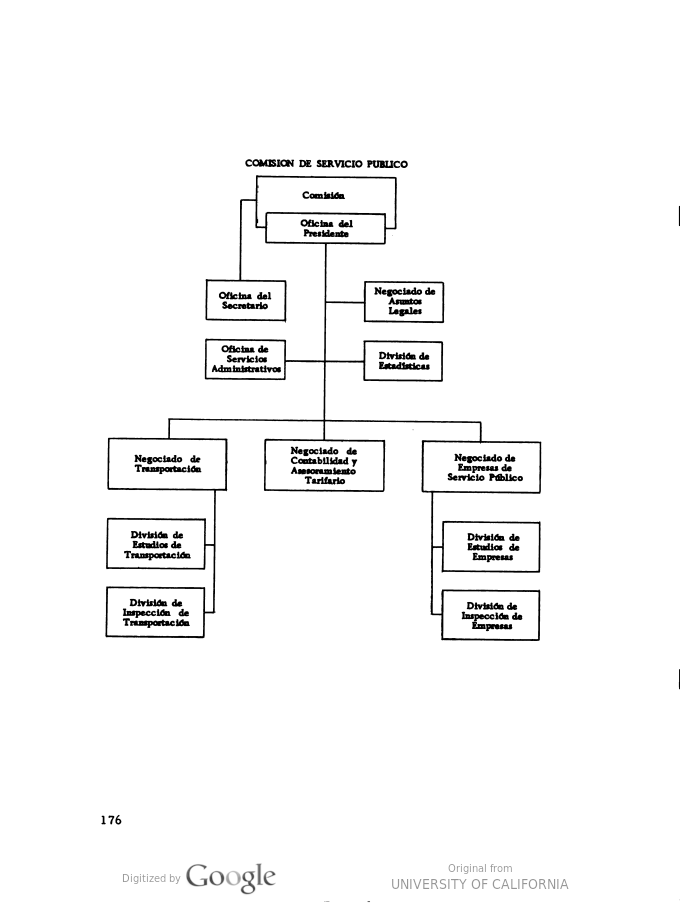 COMISION DE SERVICIO PUBLICO
Comisión
Oficina del
Presidente
Oficina del
Secretario
Negociado de
Asuntos
Legales
Oficina de
Servicios
Administrativos
División de
Estadísticas
Negociado de
Transportación
Negociado de
Contabilidad y
Asesoramiento
Tarifario
Negociado de
Empresas de
Servicio Público
División de
Estudios de
Transportación
División de
Estudios de
Empresas
División de
Inspección de
Transportación
División de
Inspección de
Empresas
176
Digitized by Google
Original from
UNIVERSITY OF CALIFORNIA